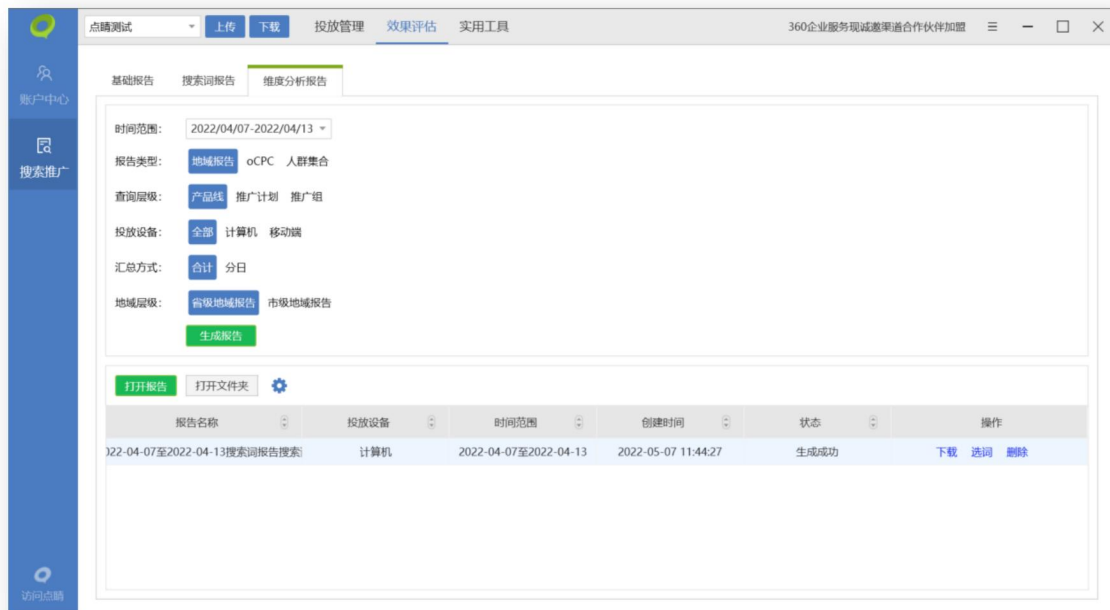 点睛测试 上传 下载 投放管理 效果评估 实用工具 360企业服务现诚邀渠道合作伙伴加盟
账户中心
搜索推广
基础报告 搜索词报告 维度分析报告
时间范围: 2022/04/07-2022/04/13
报告类型: 地域报告 oCPC 人群集合
查询层级: 产品线 推广计划 推广组
投放设备: 全部 计算机 移动端
汇总方式: 合计 分日
地域层级: 省级地域报告 市级地域报告
生成报告
打开报告 打开文件夹
报告名称 投放设备 时间范围 创建时间 状态 操作
022-04-07至2022-04-13搜索词报告搜索 计算机 2022-04-07至2022-04-13 2022-05-07 11:44:27 生成成功 下载 选词 删除
访问点睛